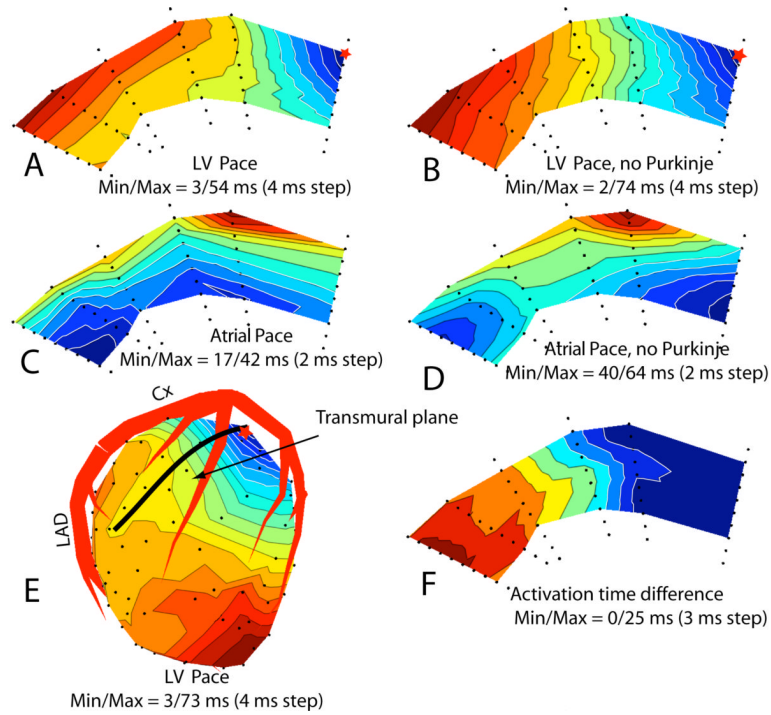 A
LV Pace
Min/Max = 3/54 ms (4 ms step)
B
LV Pace, no Purkinje
Min/Max = 2/74 ms (4 ms step)
C
Atrial Pace
Min/Max = 17/42 ms (2 ms step)
D
Atrial Pace, no Purkinje
Min/Max = 40/64 ms (2 ms step)
Cx
Transmural plane
LAD
E
LV Pace
Min/Max = 3/73 ms (4 ms step)
F
Activation time difference
Min/Max = 0/25 ms (3 ms step)